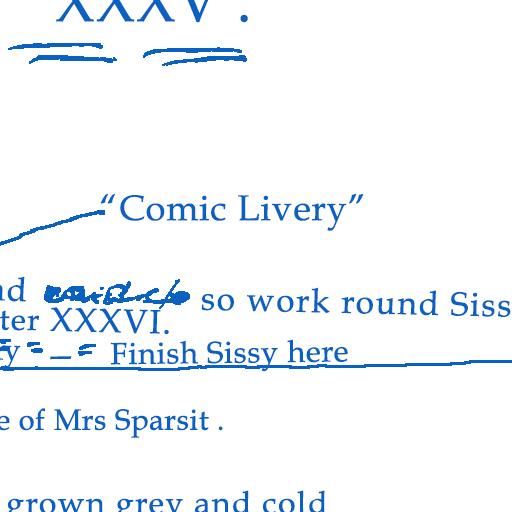 XXXV .
“Comic Livery”
nd so work round Siss
ter XXXVI.
y = – = Finish Sissy here
e of Mrs Sparsit .
grown grey and cold